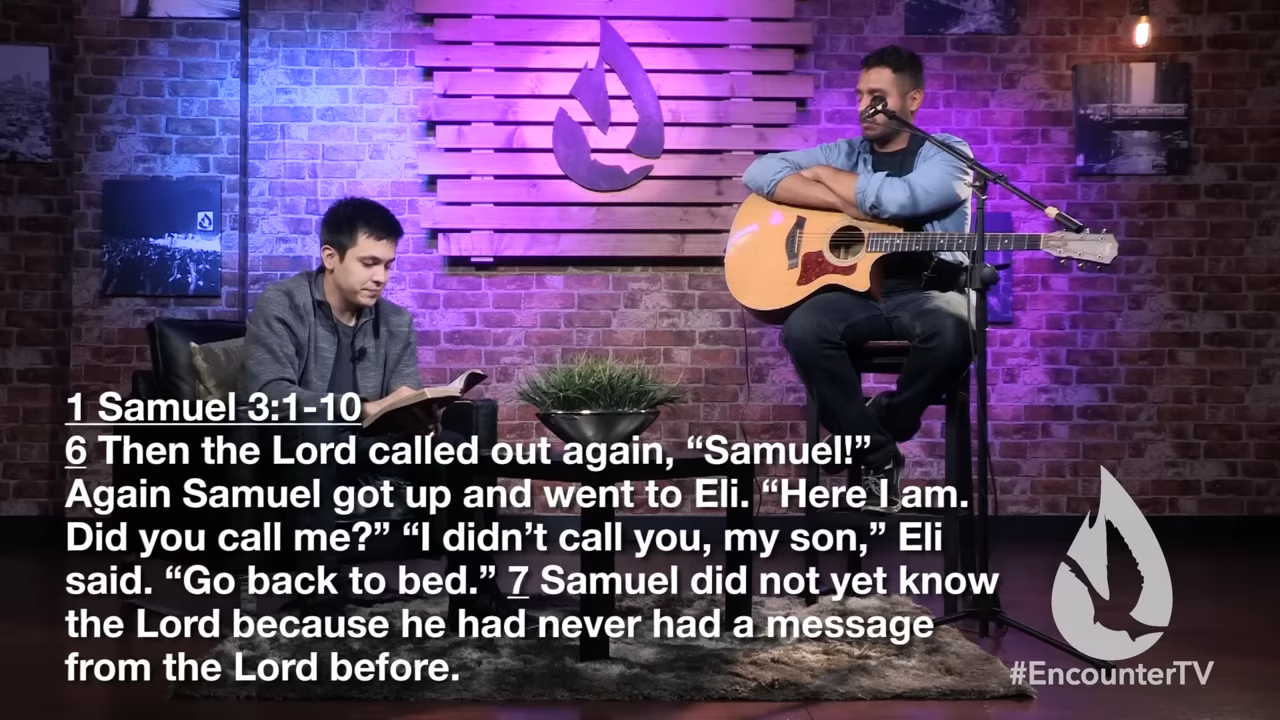 1 Samuel 3:1-10
6 Then the Lord called out again, “Samuel!”
Again Samuel got up and went to Eli. “Here I am.
Did you call me?” “I didn’t call you, my son,” Eli
said. “Go back to bed.” 7 Samuel did not yet know
the Lord because he had never had a message
from the Lord before.
#EncounterTV